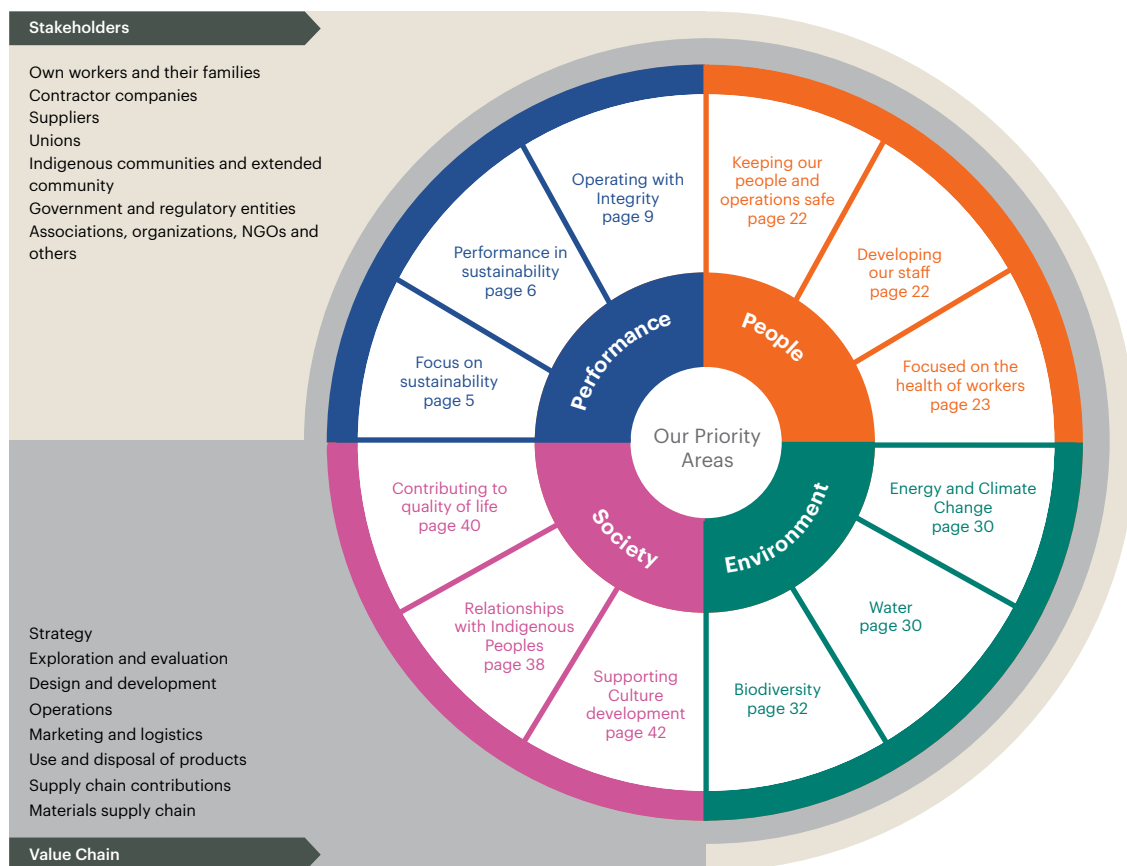 Stakeholders
Own workers and their families
Contractor companies
Suppliers
Unions
Indigenous communities and extended
community
Government and regulatory entities
Associations, organizations, NGOs and
others
Operating with
Integrity
page 9
Performance in
sustainability
page 6
Focus on
sustainability
page 5
Performance
Keeping our
people and
operations safe
page 22
Developing
our staff
page 22
Focused on the
health of workers
page 23
People
Our Priority
Areas
Contributing to
quality of life
page 40
Relationships
with Indigenous
Peoples
page 38
Supporting
Culture
development
page 42
Society
Energy and Climate
Change
page 30
Water
page 30
Biodiversity
page 32
Environment
Strategy
Exploration and evaluation
Design and development
Operations
Marketing and logistics
Use and disposal of products
Supply chain contributions
Materials supply chain
Value Chain